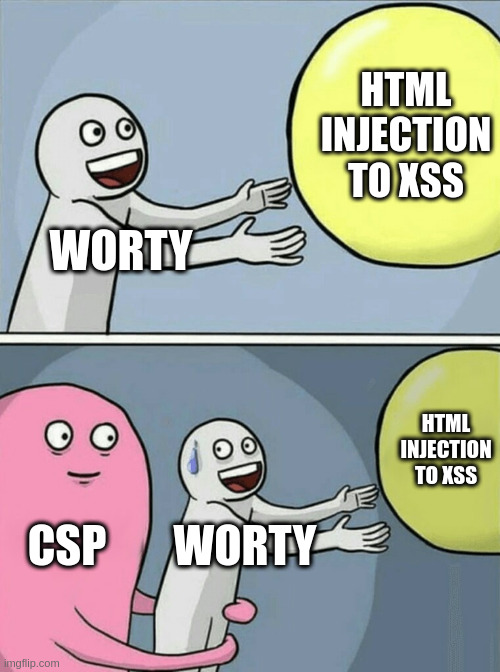 HTML
INJECTION
TO XSS
WORTY
HTML
INJECTION
TO XSS
CSP
WORTY
imgflip.com